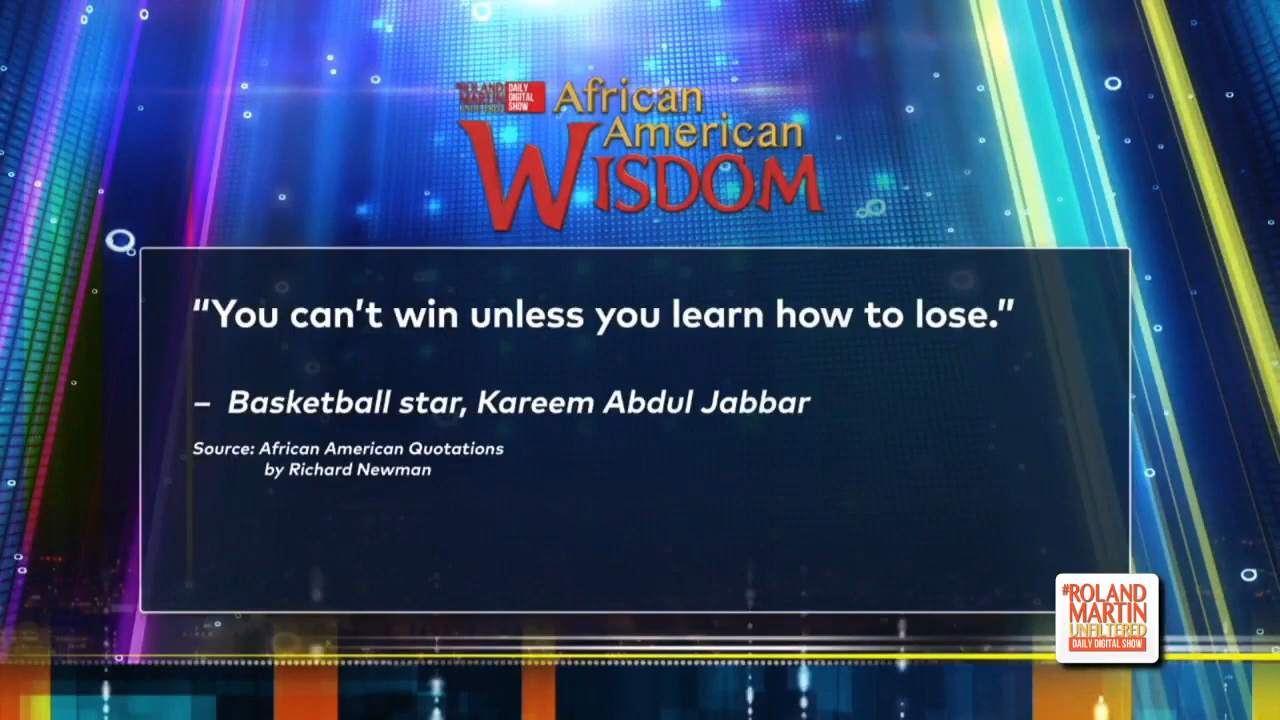 #ROLAND
MARTIN
UNFILTERED
DAILY
DIGITAL
SHOW
African
American
WISDOM
“You can’t win unless you learn how to lose.”
– Basketball star, Kareem Abdul Jabbar
Source: African American Quotations
by Richard Newman
#ROLAND
MARTIN
UNFILTERED
DAILY DIGITAL SHOW